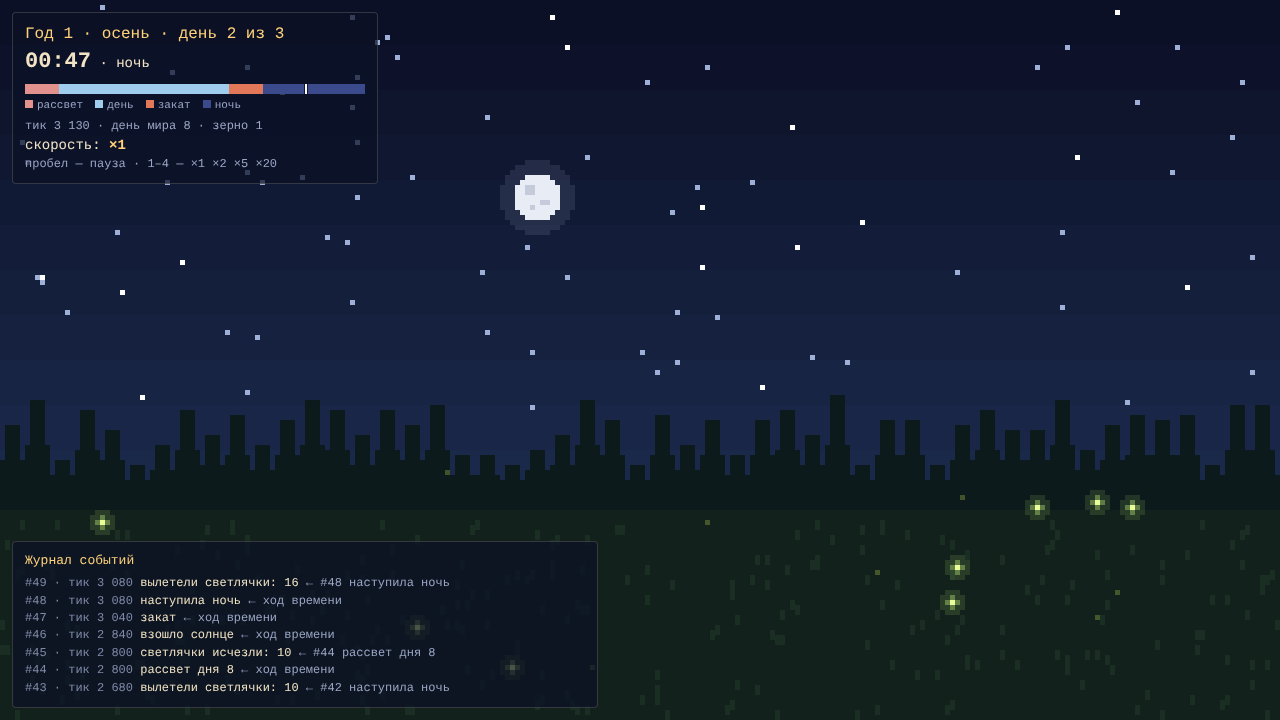 Год 1 · осень · день 2 из 3
00:47 · ночь
рассвет день закат ночь
тик 3 130 · день мира 8 · зерно 1
скорость: ×1
пробел — пауза · 1–4 — ×1 ×2 ×5 ×20
Журнал событий
#49 · тик 3 080 вылетели светлячки: 16 ← #48 наступила ночь
#48 · тик 3 080 наступила ночь ← ход времени
#47 · тик 3 040 закат ← ход времени
#46 · тик 2 840 взошло солнце ← ход времени
#45 · тик 2 800 светлячки исчезли: 10 ← #44 рассвет дня 8
#44 · тик 2 800 рассвет дня 8 ← ход времени
#43 · тик 2 680 вылетели светлячки: 10 ← #42 наступила ночь